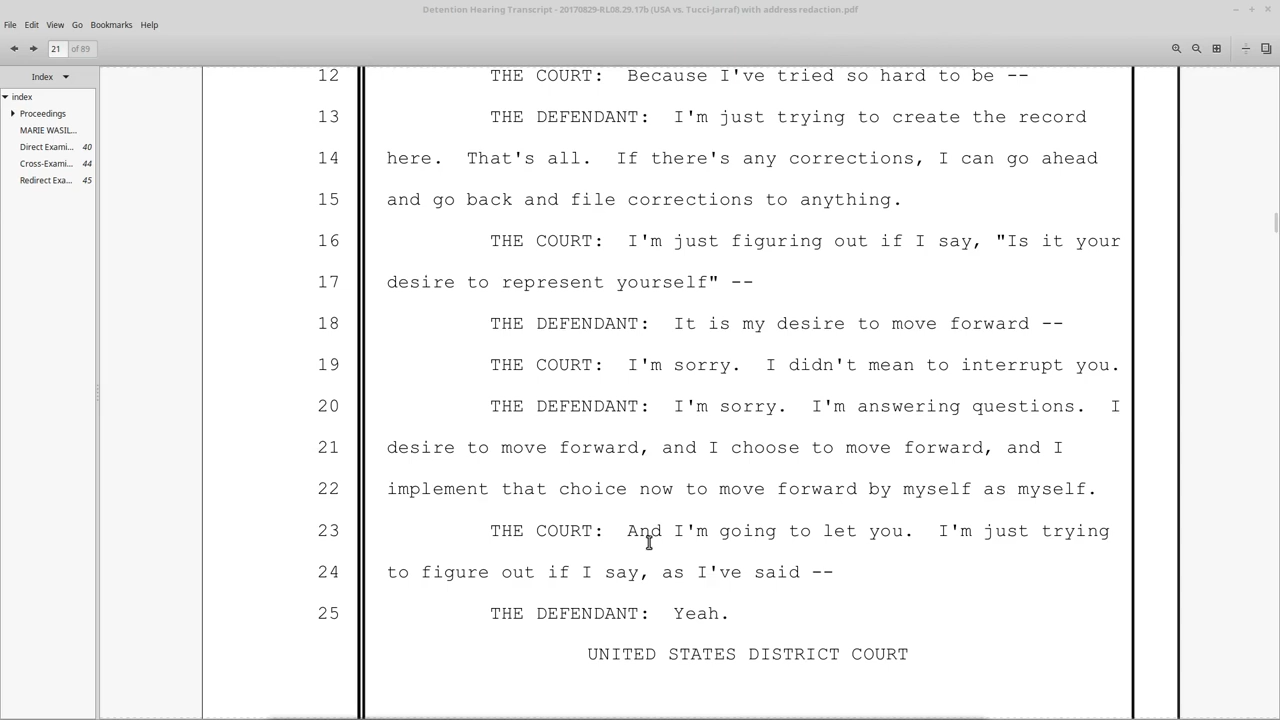 Detention Hearing Transcript - 20170829-RL08.29.17b (USA vs. Tucci-Jarraf) with address redaction.pdf
File Edit View Go Bookmarks Help
21 of 89
Index
index
Proceedings
MARIE WASIL...
Direct Exami... 40
Cross-Exami... 44
Redirect Exa... 45
12 THE COURT: Because I've tried so hard to be --
13 THE DEFENDANT: I'm just trying to create the record
14 here. That's all. If there's any corrections, I can go ahead
15 and go back and file corrections to anything.
16 THE COURT: I'm just figuring out if I say, "Is it your
17 desire to represent yourself" --
18 THE DEFENDANT: It is my desire to move forward --
19 THE COURT: I'm sorry. I didn't mean to interrupt you.
20 THE DEFENDANT: I'm sorry. I'm answering questions. I
21 desire to move forward, and I choose to move forward, and I
22 implement that choice now to move forward by myself as myself.
23 THE COURT: And I'm going to let you. I'm just trying
24 to figure out if I say, as I've said --
25 THE DEFENDANT: Yeah.
UNITED STATES DISTRICT COURT